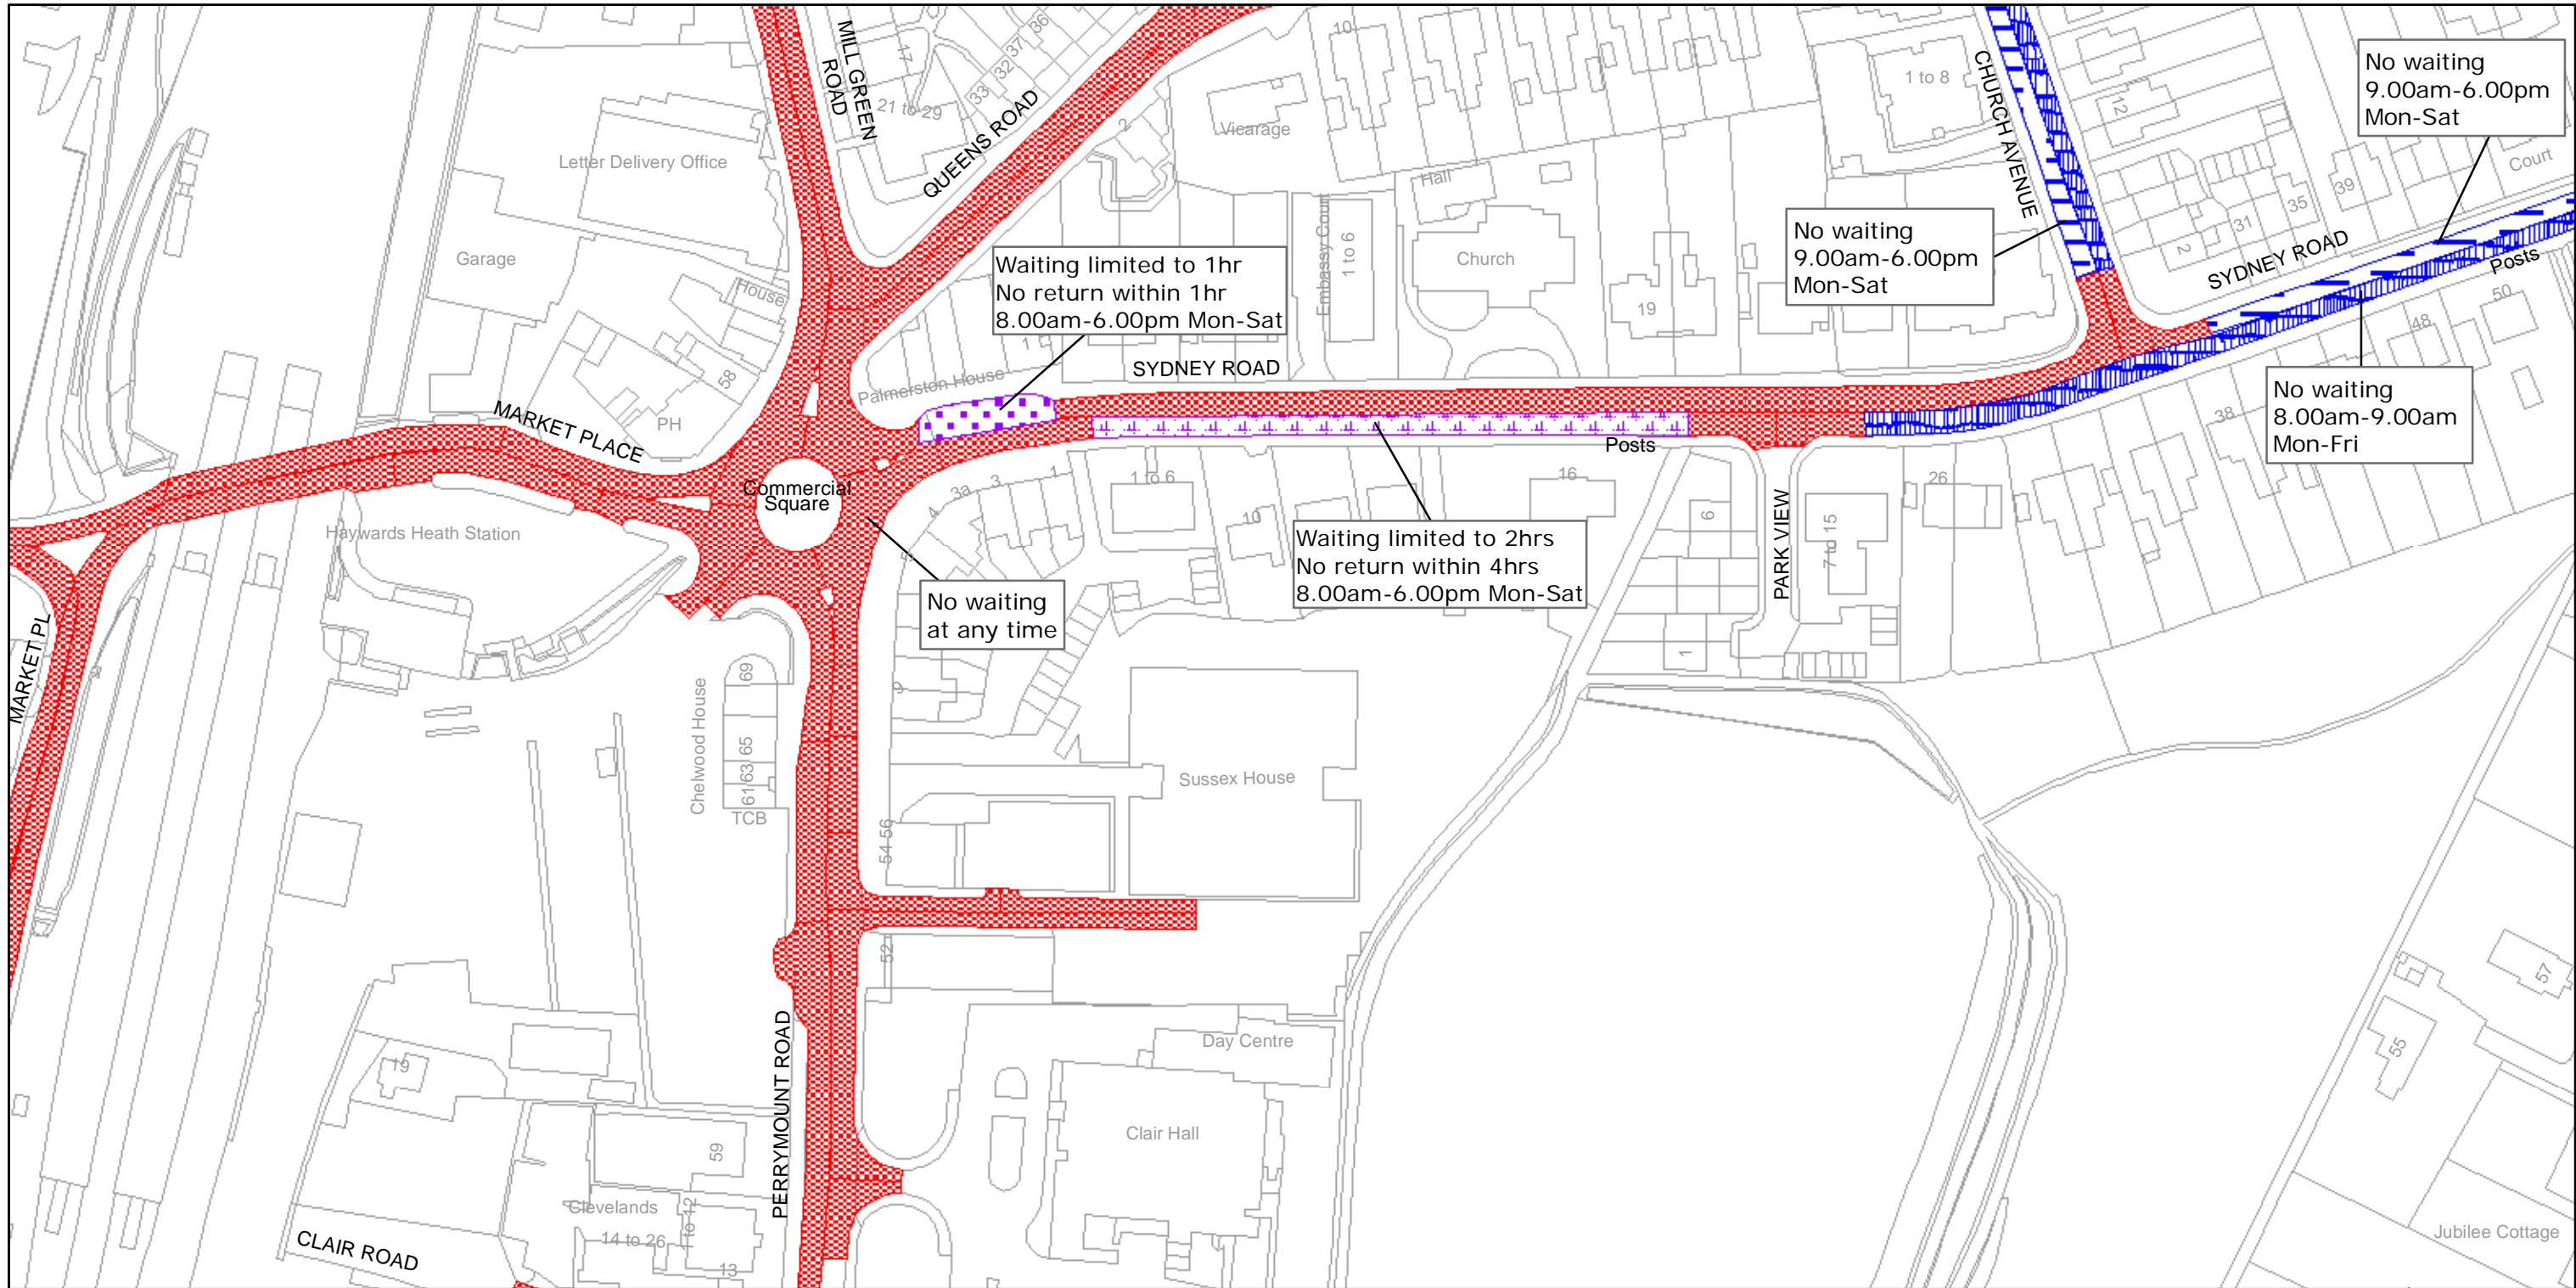 MILL GREEN
ROAD
17
21 to 29
33
32
37
36
QUEENS ROAD
2
10
Vicarage
Hall
1 to 8
CHURCH AVENUE
12
No waiting
9.00am-6.00pm
Mon-Sat
Court
39
35
31
2
Letter Delivery Office
Garage
House
58
PH
Waiting limited to 1hr
No return within 1hr
8.00am-6.00pm Mon-Sat
Embassy Court
1 to 6
Church
19
No waiting
9.00am-6.00pm
Mon-Sat
SYDNEY ROAD
Posts
50
48
38
No waiting
8.00am-9.00am
Mon-Fri
11
Palmerston House
SYDNEY ROAD
Posts
MARKET PLACE
Commercial
Square
Haywards Heath Station
4
3a
3
1
1 to 6
10
16
6
1
PARK VIEW
7 to 15
26
Waiting limited to 2hrs
No return within 4hrs
8.00am-6.00pm Mon-Sat
No waiting
at any time
MARKET PL
9
Chelwood House
69
65
63
61
TCB
Sussex House
54 56
52
PERRYMOUNT ROAD
Day Centre
Clair Hall
19
59
Clevelands
14 to 26
1 to 12
13
CLAIR ROAD
57
55
Jubilee Cottage